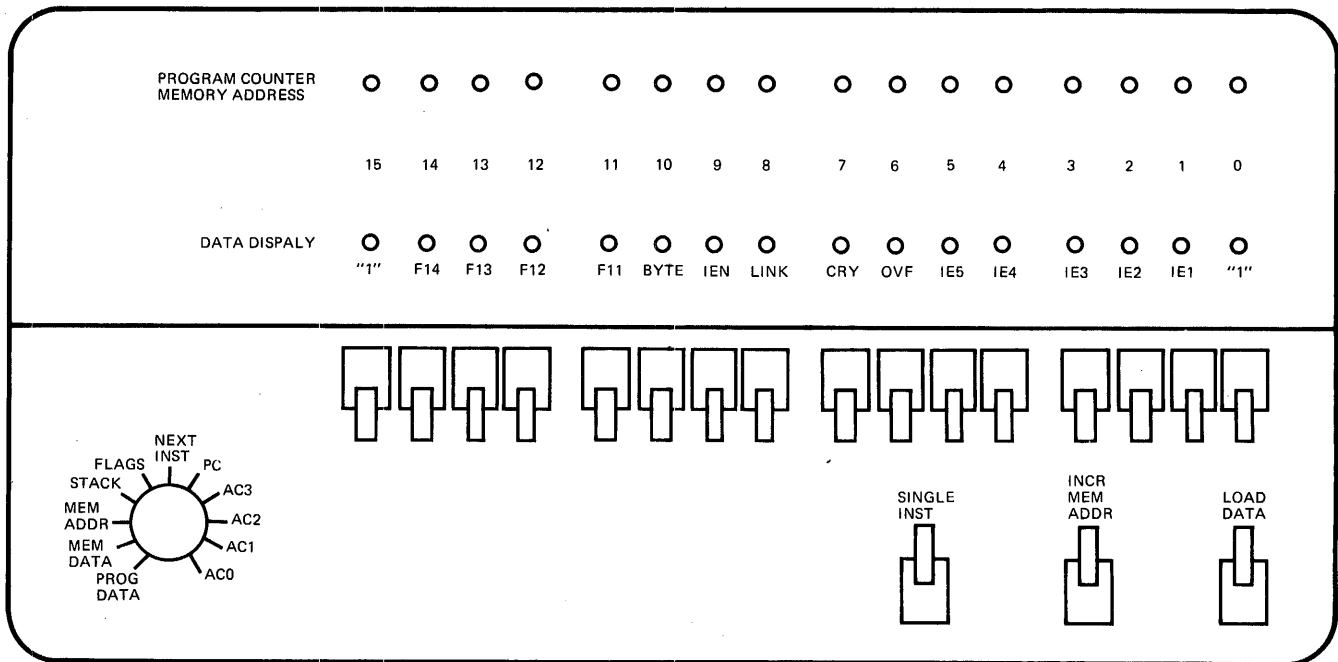 PROGRAM COUNTER
MEMORY ADDRESS
15 14 13 12 11 10 9 8 7 6 5 4 3 2 1 0
DATA DISPALY
"1" F14 F13 F12 F11 BYTE IEN LINK CRY OVF IE5 IE4 IE3 IE2 IE1 "1"
NEXT
INST
FLAGS
PC
STACK
AC3
MEM
ADDR
AC2
MEM
DATA
AC1
PROG
DATA
AC0
SINGLE
INST
INCR
MEM
ADDR
LOAD
DATA